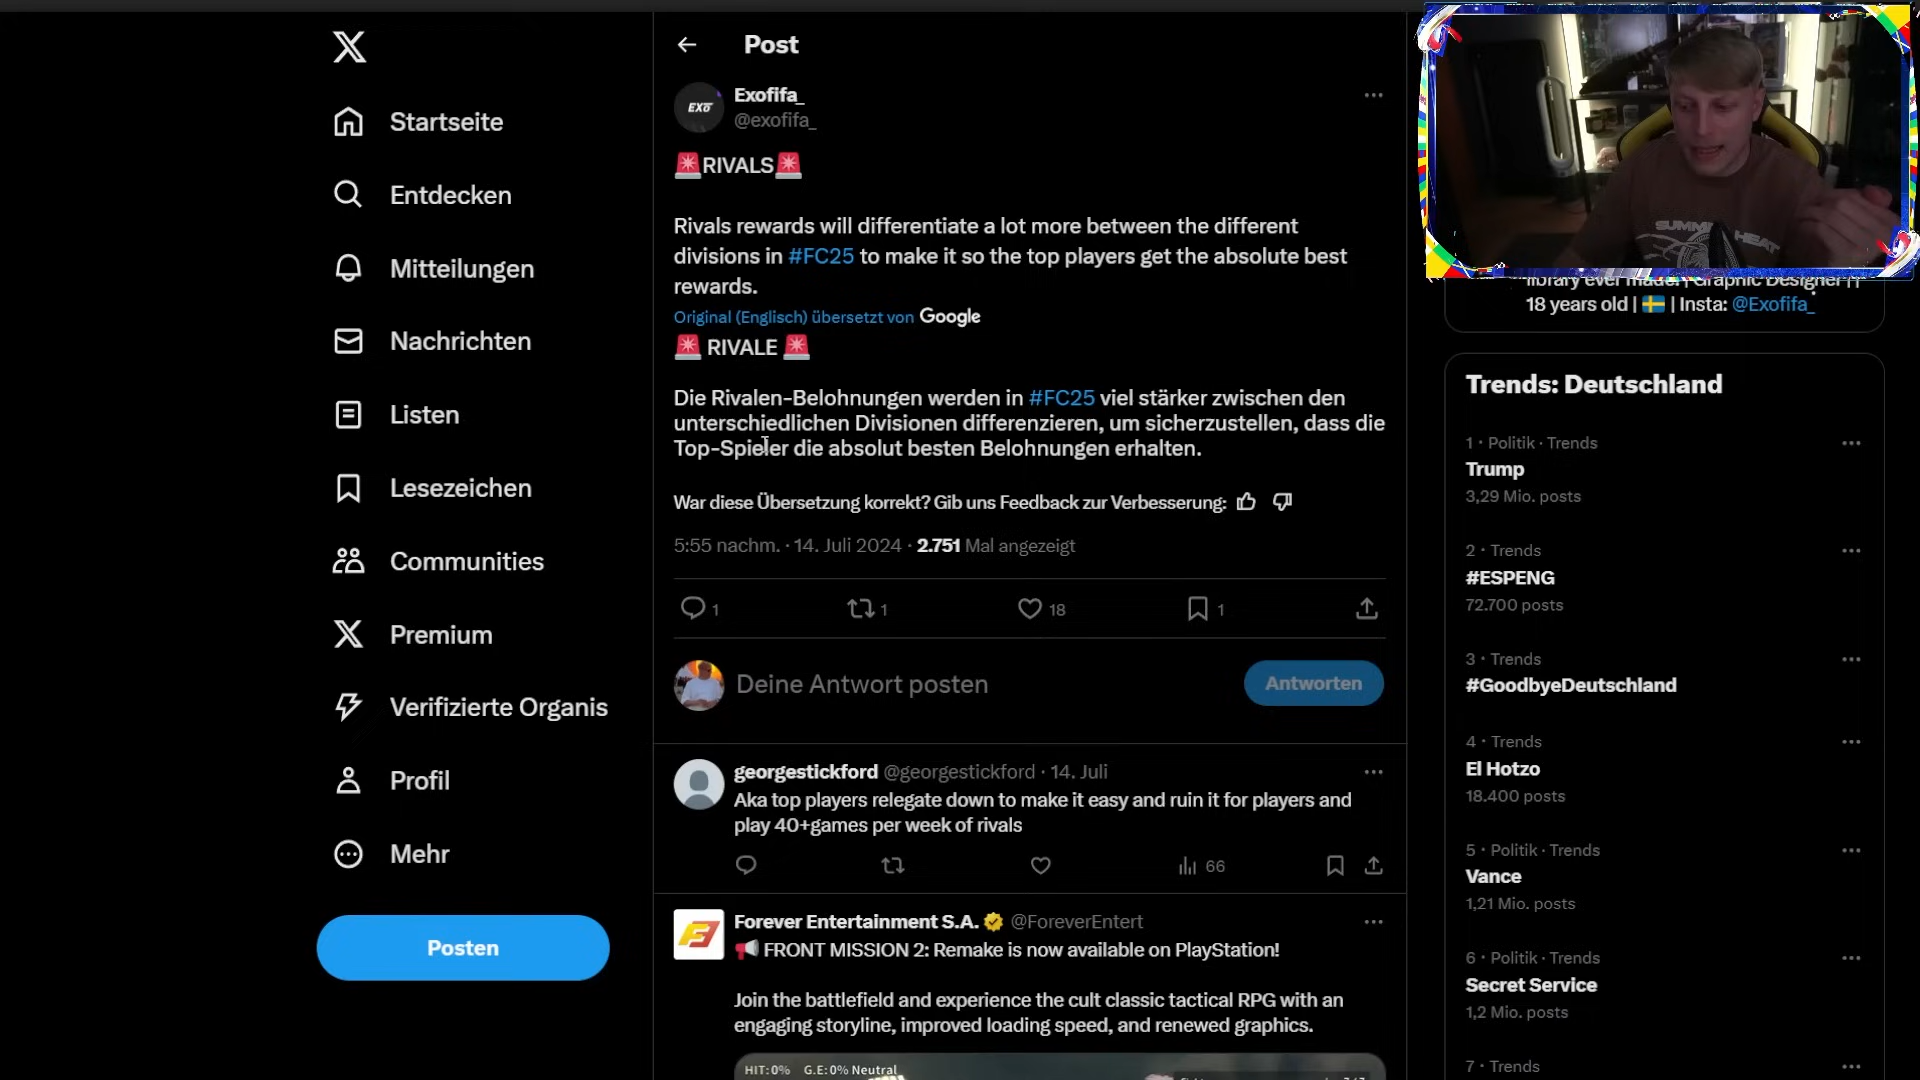 Startseite
Entdecken
Mitteilungen
Nachrichten
Listen
Lesezeichen
Communities
Premium
Verifizierte Organis
Profil
Mehr
Posten
Post
EXO
Exofifa_
@exofifa_
🚨RIVALS🚨
Rivals rewards will differentiate a lot more between the different
divisions in #FC25 to make it so the top players get the absolute best
rewards.
Original (Englisch) übersetzt von Google
🚨 RIVALE 🚨
Die Rivalen-Belohnungen werden in #FC25 viel stärker zwischen den
unterschiedlichen Divisionen differenzieren, um sicherzustellen, dass die
Top-Spieler die absolut besten Belohnungen erhalten.
War diese Übersetzung korrekt? Gib uns Feedback zur Verbesserung:
5:55 nachm. · 14. Juli 2024 · 2.751 Mal angezeigt
1 1 18 1
Deine Antwort posten
Antworten
georgestickford @georgestickford · 14. Juli
Aka top players relegate down to make it easy and ruin it for players and
play 40+games per week of rivals
66
Forever Entertainment S.A. @ForeverEntert
📢 FRONT MISSION 2: Remake is now available on PlayStation!
Join the battlefield and experience the cult classic tactical RPG with an
engaging storyline, improved loading speed, and renewed graphics.
HIT:0% G.E:0% Neutral
SUMMER HEAT
library ever made! | Graphic Designer ||
18 years old | 🇸🇪 | Insta: @Exofifa_
Trends: Deutschland
1 · Politik · Trends
Trump
3,29 Mio. posts
2 · Trends
#ESPENG
72.700 posts
3 · Trends
#GoodbyeDeutschland
4 · Trends
El Hotzo
18.400 posts
5 · Politik · Trends
Vance
1,21 Mio. posts
6 · Politik · Trends
Secret Service
1,2 Mio. posts
7 · Trends